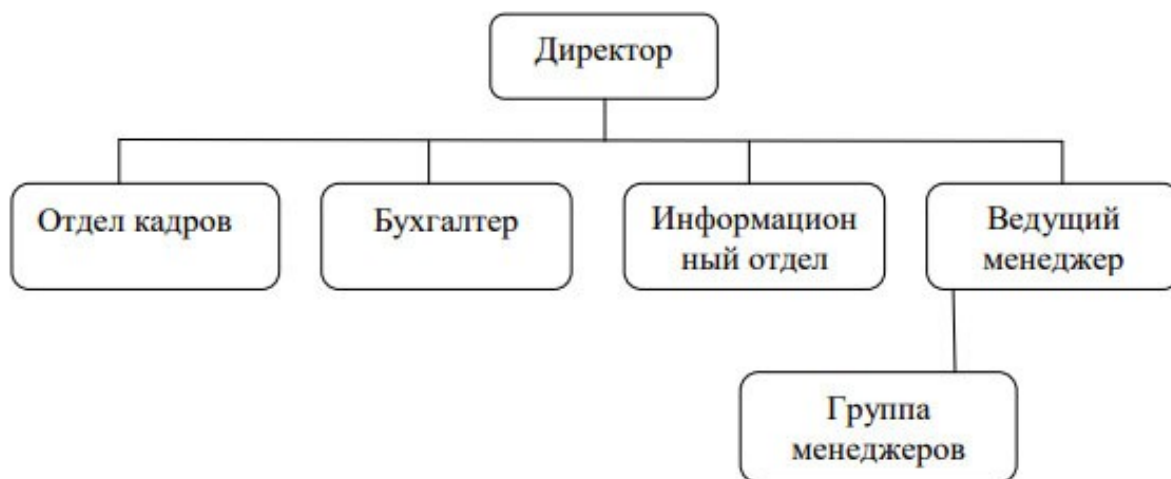 Директор
Отдел кадров
Бухгалтер
Информацион
ный отдел
Ведущий
менеджер
Группа
менеджеров